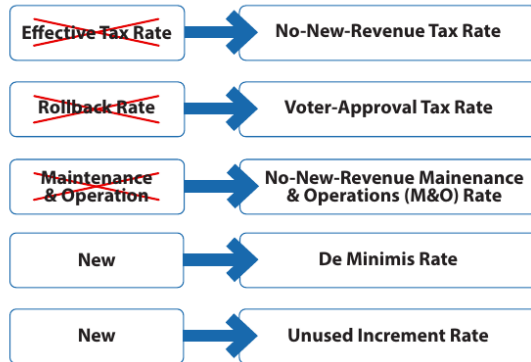 Effective Tax Rate
No-New-Revenue Tax Rate
Rollback Rate
Voter-Approval Tax Rate
Maintenance
& Operation
No-New-Revenue Mainenance
& Operations (M&O) Rate
New
De Minimis Rate
New
Unused Increment Rate